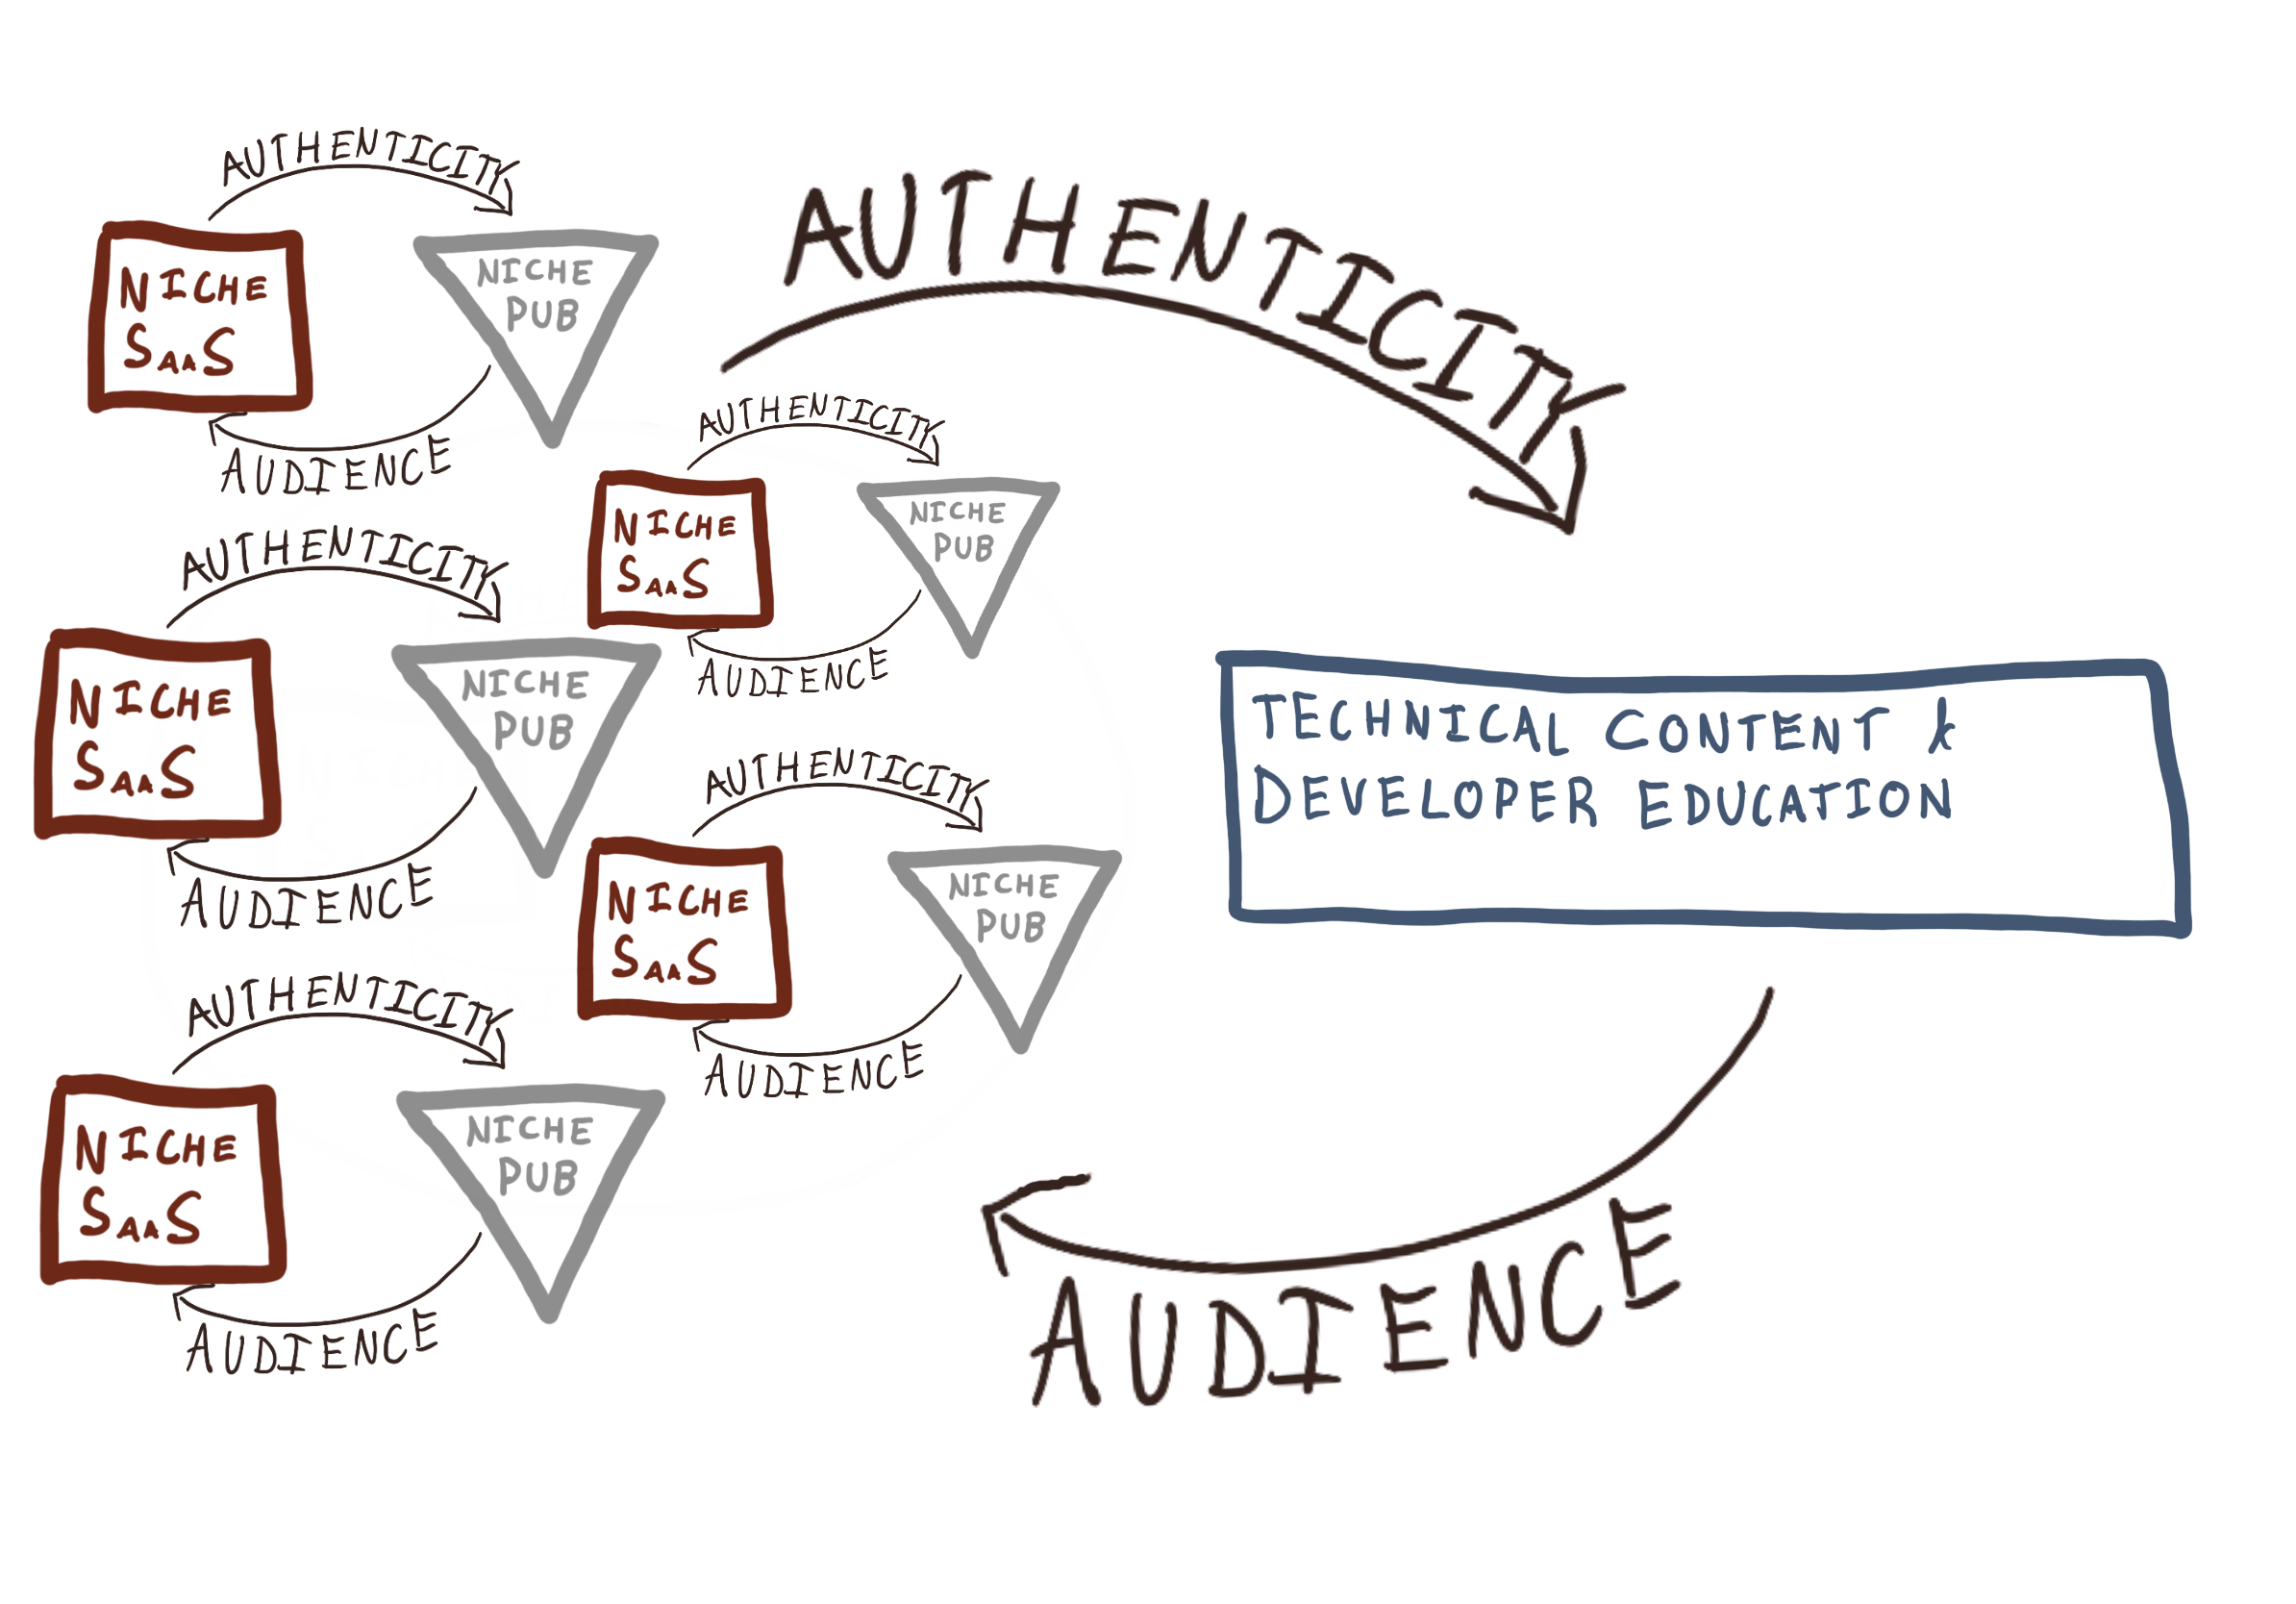 AUTHENTICITY
NICHE
SAAS
NICHE
PUB
AUDIENCE
AUTHENTICITY
AUTHENTICITY
NICHE
SAAS
NICHE
PUB
AUDIENCE
AUTHENTICITY
NICHE
SAAS
NICHE
PUB
AUDIENCE
AUTHENTICITY
NICHE
SAAS
NICHE
PUB
AUDIENCE
AUTHENTICITY
NICHE
SAAS
NICHE
PUB
AUDIENCE
TECHNICAL CONTENT &
DEVELOPER EDUCATION
AUDIENCE